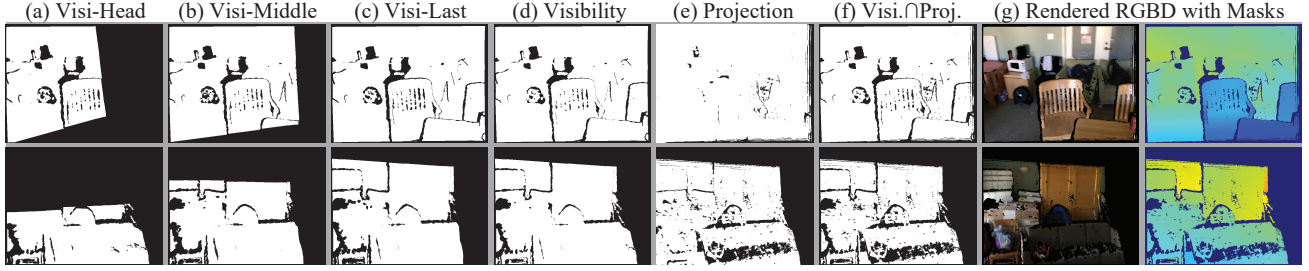 (a) Visi-Head (b) Visi-Middle (c) Visi-Last (d) Visibility (e) Projection (f) Visi.∩Proj. (g) Rendered RGBD with Masks